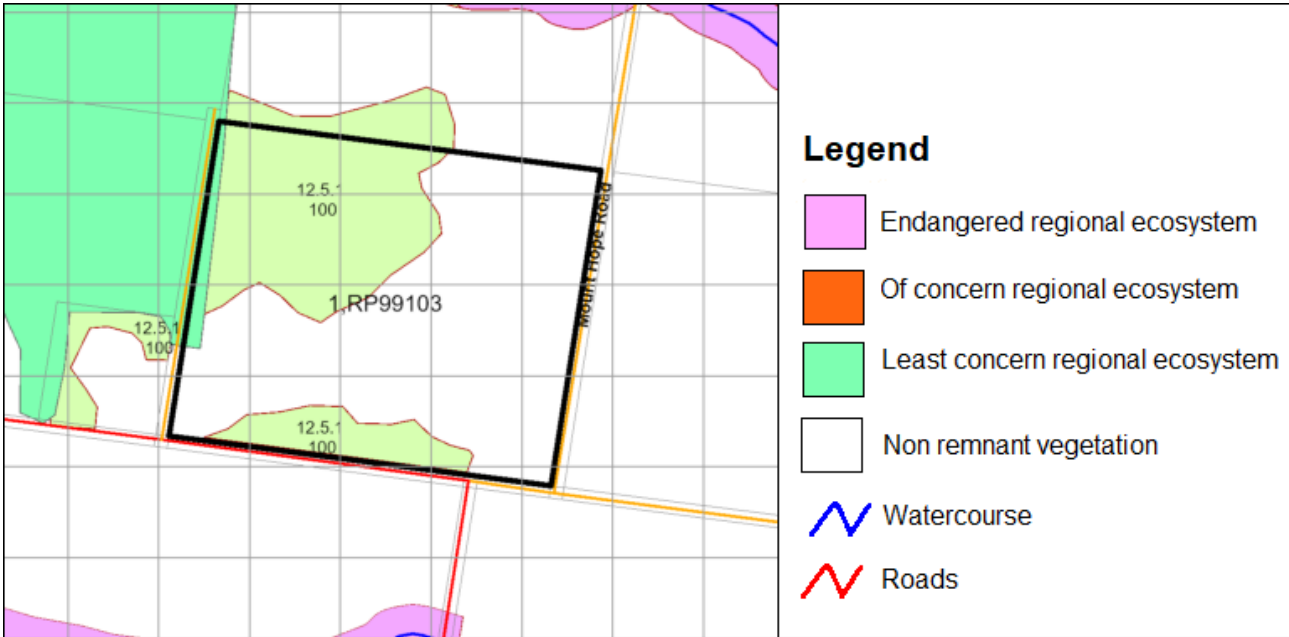 12.5.1
100
1,RP99103
12.5.1
100
12.5.1
100
Mount Hope Road
Legend
Endangered regional ecosystem
Of concern regional ecosystem
Least concern regional ecosystem
Non remnant vegetation
Watercourse
Roads